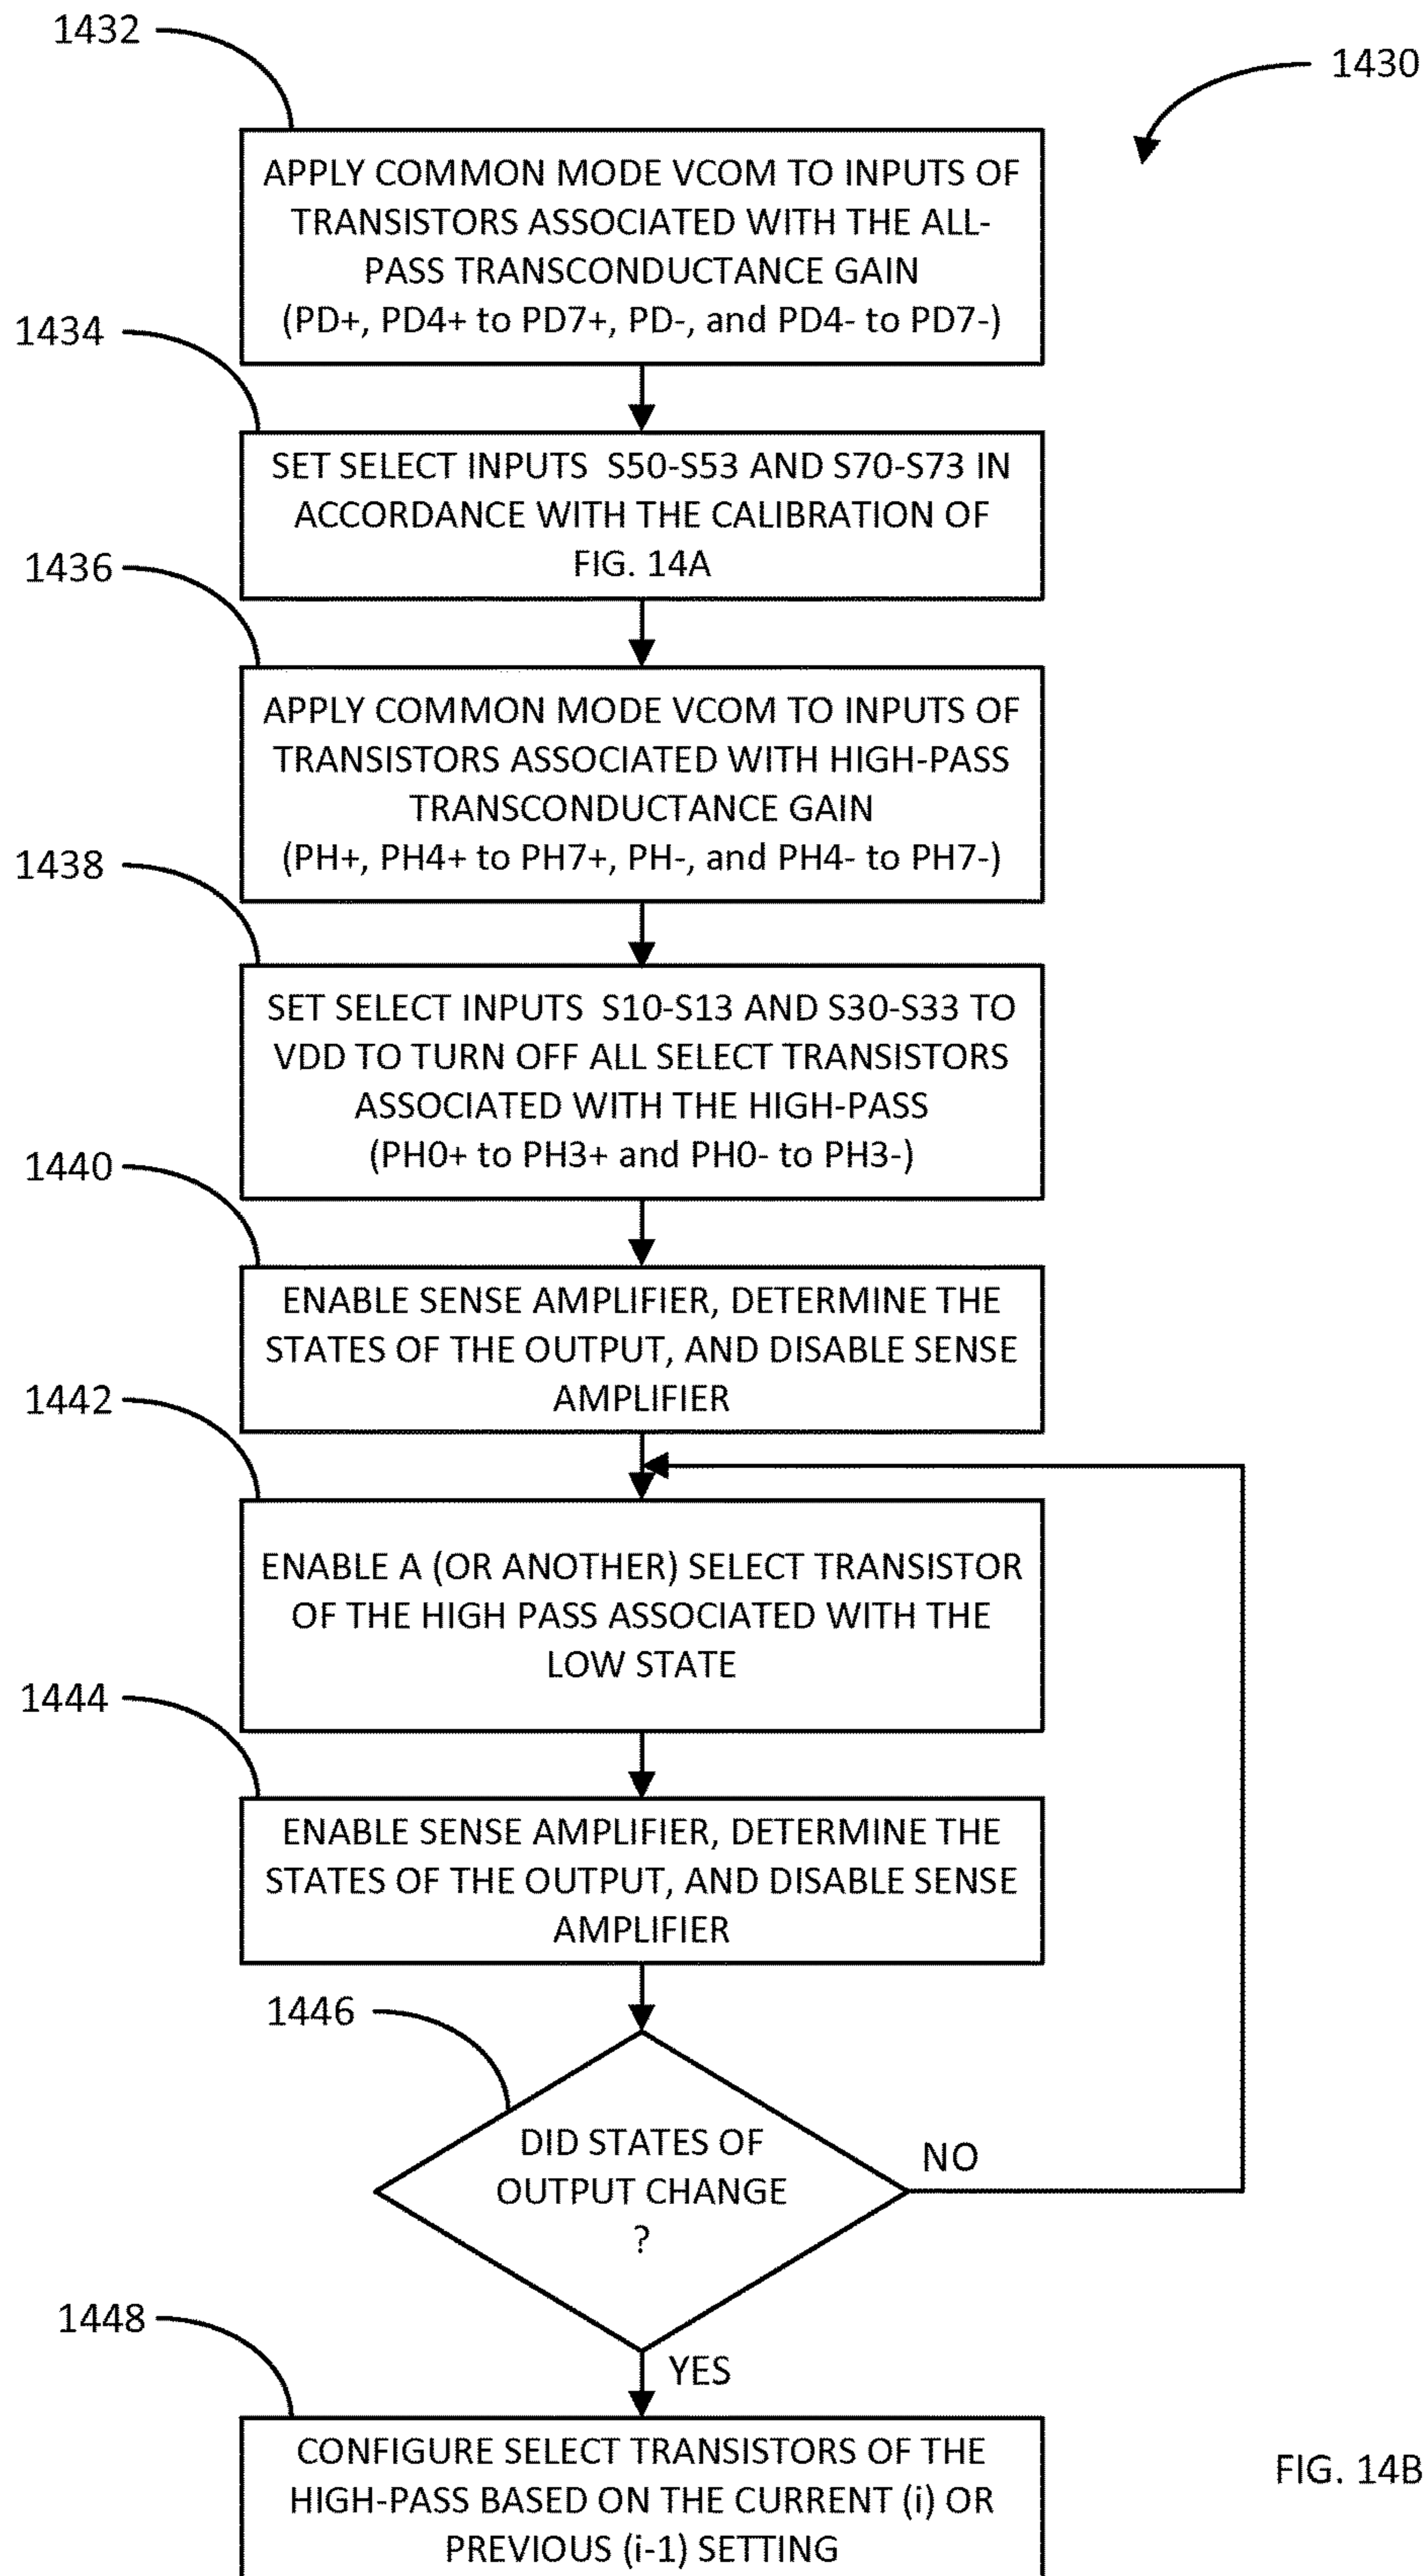 1432
1430
APPLY COMMON MODE VCOM TO INPUTS OF
TRANSISTORS ASSOCIATED WITH THE ALL-
PASS TRANSCONDUCTANCE GAIN
(PD+, PD4+ to PD7+, PD-, and PD4- to PD7-)
1434
SET SELECT INPUTS S50-S53 AND S70-S73 IN
ACCORDANCE WITH THE CALIBRATION OF
FIG. 14A
1436
APPLY COMMON MODE VCOM TO INPUTS OF
TRANSISTORS ASSOCIATED WITH HIGH-PASS
TRANSCONDUCTANCE GAIN
(PH+, PH4+ to PH7+, PH-, and PH4- to PH7-)
1438
SET SELECT INPUTS S10-S13 AND S30-S33 TO
VDD TO TURN OFF ALL SELECT TRANSISTORS
ASSOCIATED WITH THE HIGH-PASS
(PH0+ to PH3+ and PH0- to PH3-)
1440
ENABLE SENSE AMPLIFIER, DETERMINE THE
STATES OF THE OUTPUT, AND DISABLE SENSE
AMPLIFIER
1442
ENABLE A (OR ANOTHER) SELECT TRANSISTOR
OF THE HIGH PASS ASSOCIATED WITH THE
LOW STATE
1444
ENABLE SENSE AMPLIFIER, DETERMINE THE
STATES OF THE OUTPUT, AND DISABLE SENSE
AMPLIFIER
1446
DID STATES OF
OUTPUT CHANGE
?
NO
YES
1448
CONFIGURE SELECT TRANSISTORS OF THE
HIGH-PASS BASED ON THE CURRENT (i) OR
PREVIOUS (i-1) SETTING
FIG. 14B